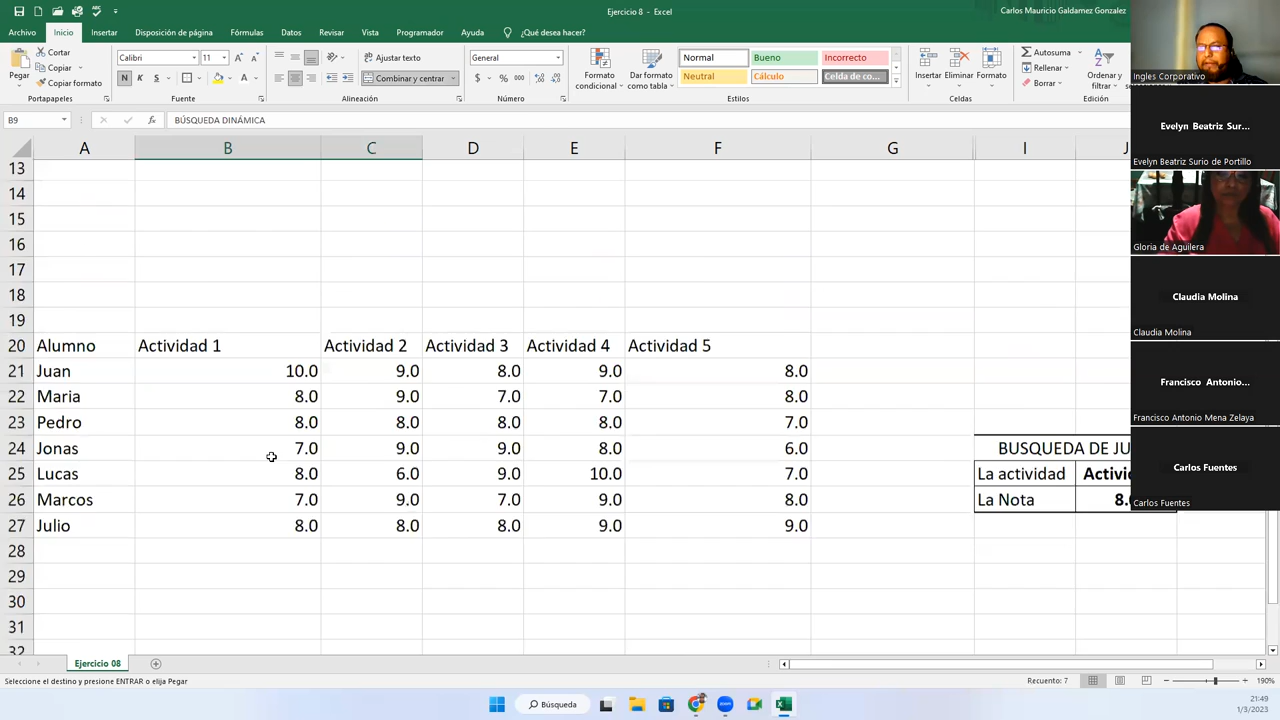 Ejercicio 8 - Excel
Carlos Mauricio Galdamez Gonzalez
Archivo Inicio Insertar Disposición de página Fórmulas Datos Revisar Vista Programador Ayuda ¿Qué desea hacer?
Pegar
Cortar
Copiar
Copiar formato
Portapapeles
Calibri 11
N K S
Fuente
Ajustar texto
Combinar y centrar
Alineación
General
$ % 000
Número
Formato condicional
Dar formato como tabla
Normal Bueno Incorrecto
Neutral Cálculo Celda de co...
Estilos
Insertar Eliminar Formato
Celdas
Autosuma
Rellenar
Borrar
Ordenar y filtrar
Edición
B9 fx BÚSQUEDA DINÁMICA
A B C D E F G I J
13
14
15
16
17
18
19
20 Alumno Actividad 1 Actividad 2 Actividad 3 Actividad 4 Actividad 5
21 Juan 10.0 9.0 8.0 9.0 8.0
22 Maria 8.0 9.0 7.0 7.0 8.0
23 Pedro 8.0 8.0 8.0 8.0 7.0
24 Jonas 7.0 9.0 9.0 8.0 6.0 BUSQUEDA DE JU
25 Lucas 8.0 6.0 9.0 10.0 7.0 La actividad Activi
26 Marcos 7.0 9.0 7.0 9.0 8.0 La Nota 8.
27 Julio 8.0 8.0 8.0 9.0 9.0
28
29
30
31
32
Ejercicio 08
Seleccione el destino y presione ENTRAR o elija Pegar
Recuento: 7
190%
Búsqueda
21:49
1/3/2023
Ingles Corporativo
Evelyn Beatriz Sur...
Evelyn Beatriz Surio de Portillo
Gloria de Aguilera
Claudia Molina
Claudia Molina
Francisco Antonio...
Francisco Antonio Mena Zelaya
Carlos Fuentes
Carlos Fuentes